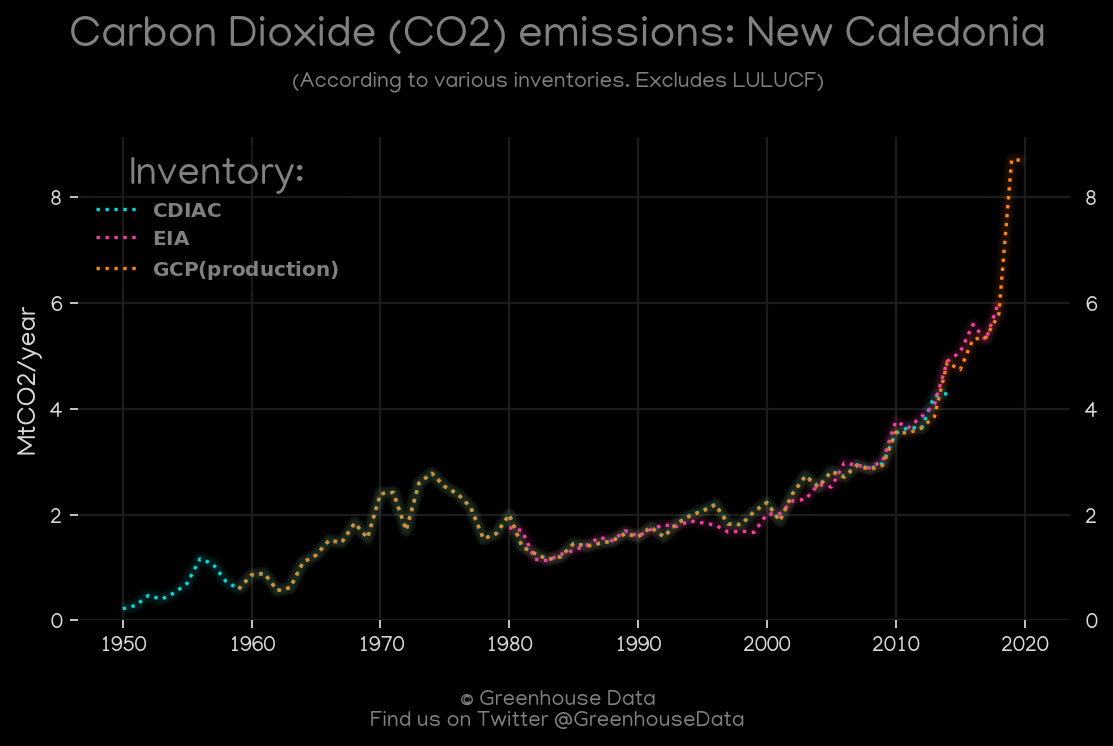 Carbon Dioxide (CO2) emissions: New Caledonia
(According to various inventories. Excludes LULUCF)
Inventory:
CDIAC
EIA
GCP(production)
MtCO2/year
8
6
4
2
0
8
6
4
2
0
1950 1960 1970 1980 1990 2000 2010 2020
© Greenhouse Data
Find us on Twitter @GreenhouseData